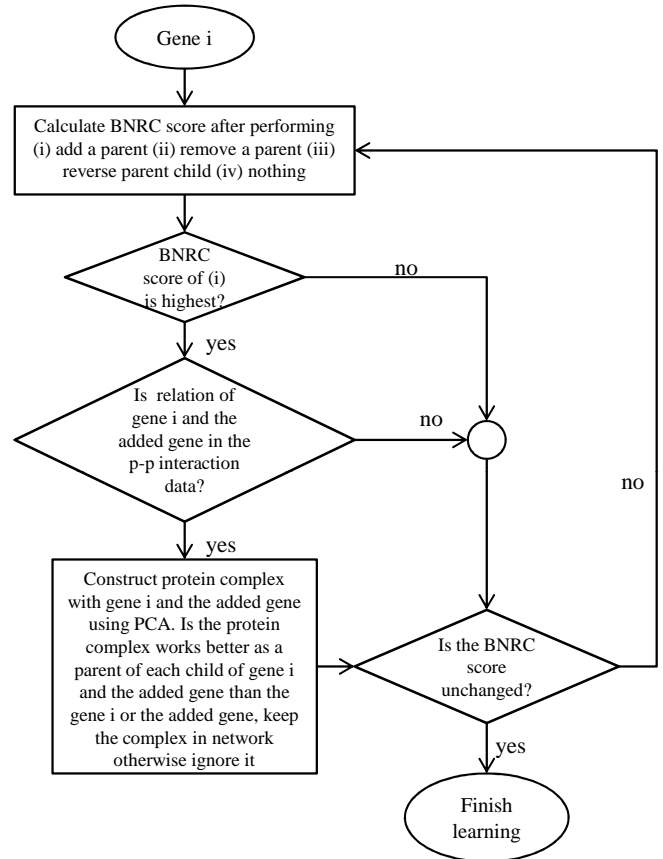 Gene i
Calculate BNRC score after performing
(i) add a parent (ii) remove a parent (iii)
reverse parent child (iv) nothing
BNRC
score of (i)
is highest?
no
yes
Is relation of
gene i and the
added gene in the
p-p interaction
data?
no
no
yes
Construct protein complex
with gene i and the added gene
using PCA. Is the protein
complex works better as a
parent of each child of gene i
and the added gene than the
gene i or the added gene, keep
the complex in network
otherwise ignore it
Is the BNRC
score
unchanged?
yes
Finish
learning